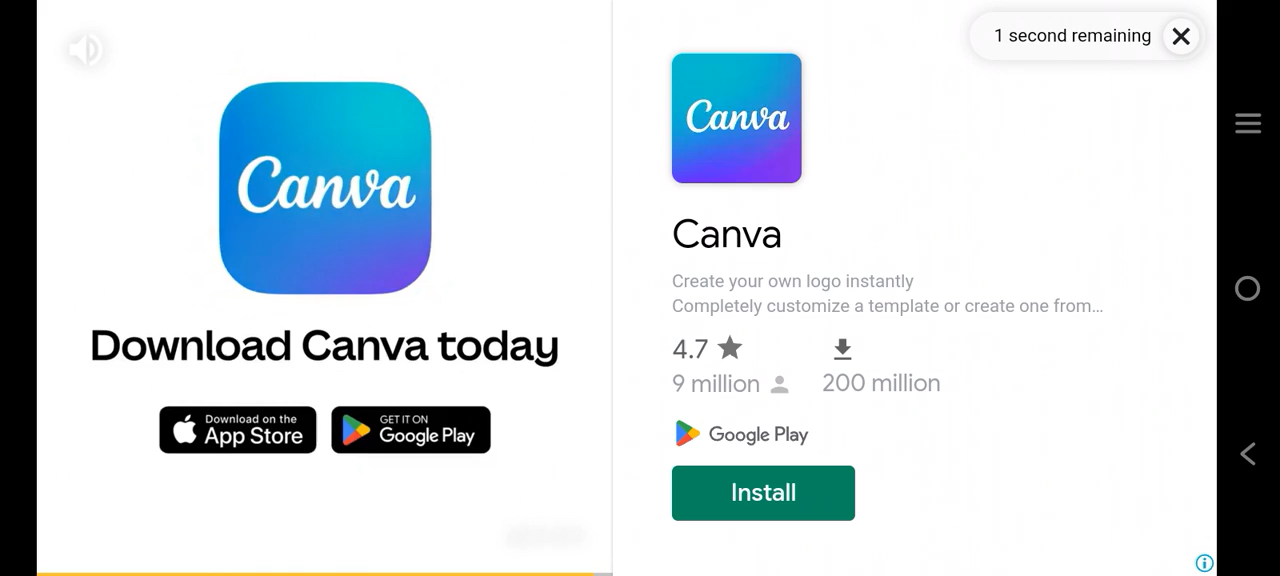 Canva
Download Canva today
Download on the
App Store
GET IT ON
Google Play
1 second remaining
Canva
Canva
Create your own logo instantly
Completely customize a template or create one from...
4.7
9 million
200 million
Google Play
Install